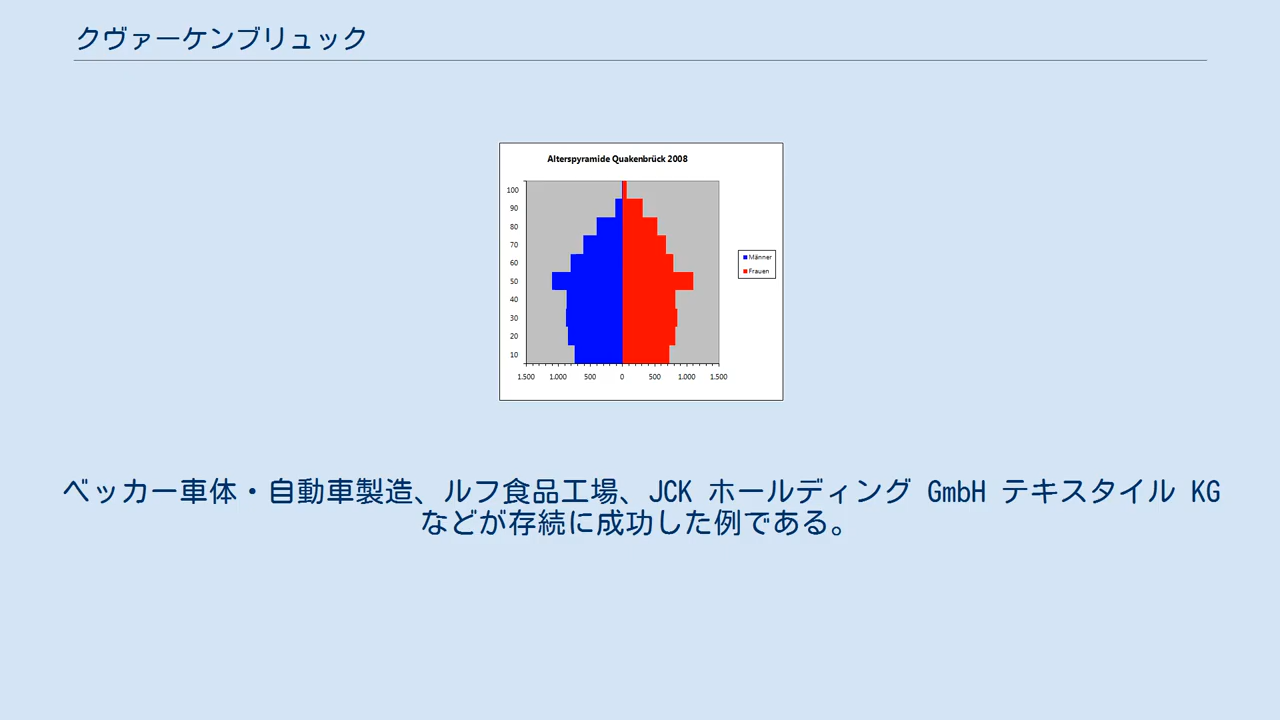 クヴァーケンブリュック
Alterspyramide Quakenbrück 2008
100
90
80
70
60
50
40
30
20
10
1.500 1.000 500 0 500 1.000 1.500
Männer
Frauen
ベッカー車体・自動車製造、ルフ食品工場、JCK ホールディング GmbH テキスタイル KG
などが存続に成功した例である。